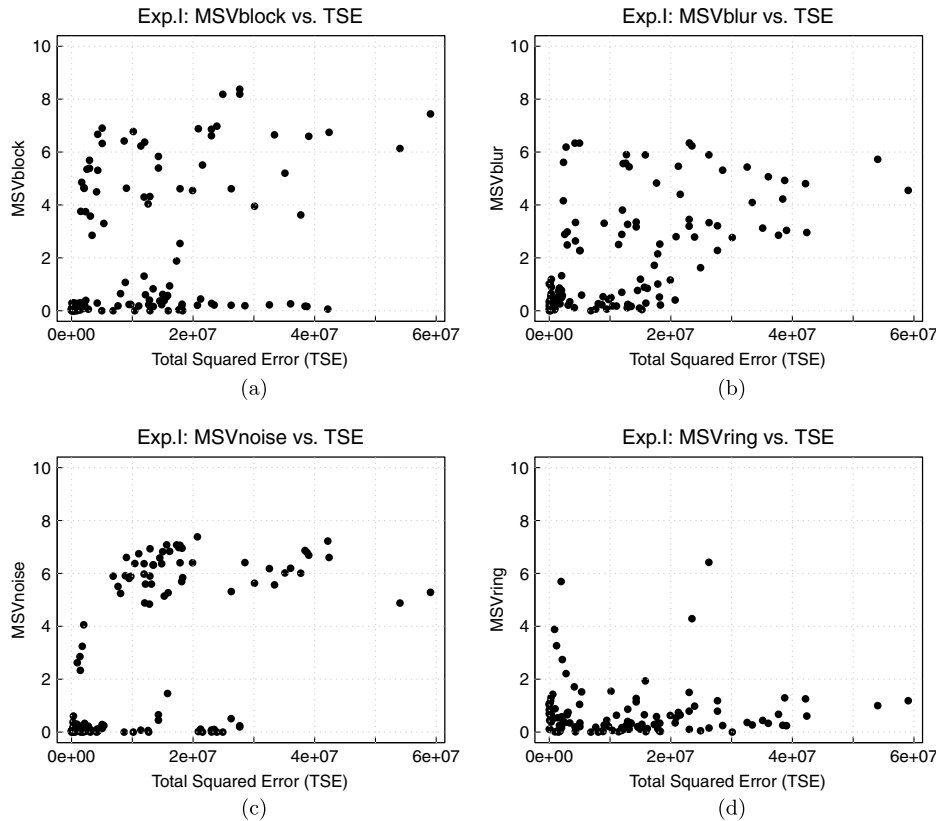 Exp.I: MSVblock vs. TSE
10
8
6
4
2
0
MSVblock
0e+00 2e+07 4e+07 6e+07
Total Squared Error (TSE)
(a)
Exp.I: MSVblur vs. TSE
10
8
6
4
2
0
MSVblur
0e+00 2e+07 4e+07 6e+07
Total Squared Error (TSE)
(b)
Exp.I: MSVnoise vs. TSE
10
8
6
4
2
0
MSVnoise
0e+00 2e+07 4e+07 6e+07
Total Squared Error (TSE)
(c)
Exp.I: MSVring vs. TSE
10
8
6
4
2
0
MSVring
0e+00 2e+07 4e+07 6e+07
Total Squared Error (TSE)
(d)